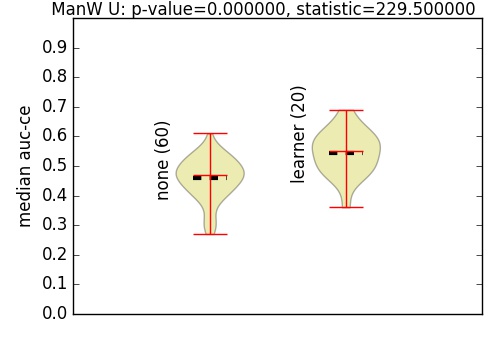 ManW U: p-value=0.000000, statistic=229.500000
0.9
0.8
0.7
0.6
0.5
0.4
0.3
0.2
0.1
0.0
median auc-ce
none (60)
learner (20)